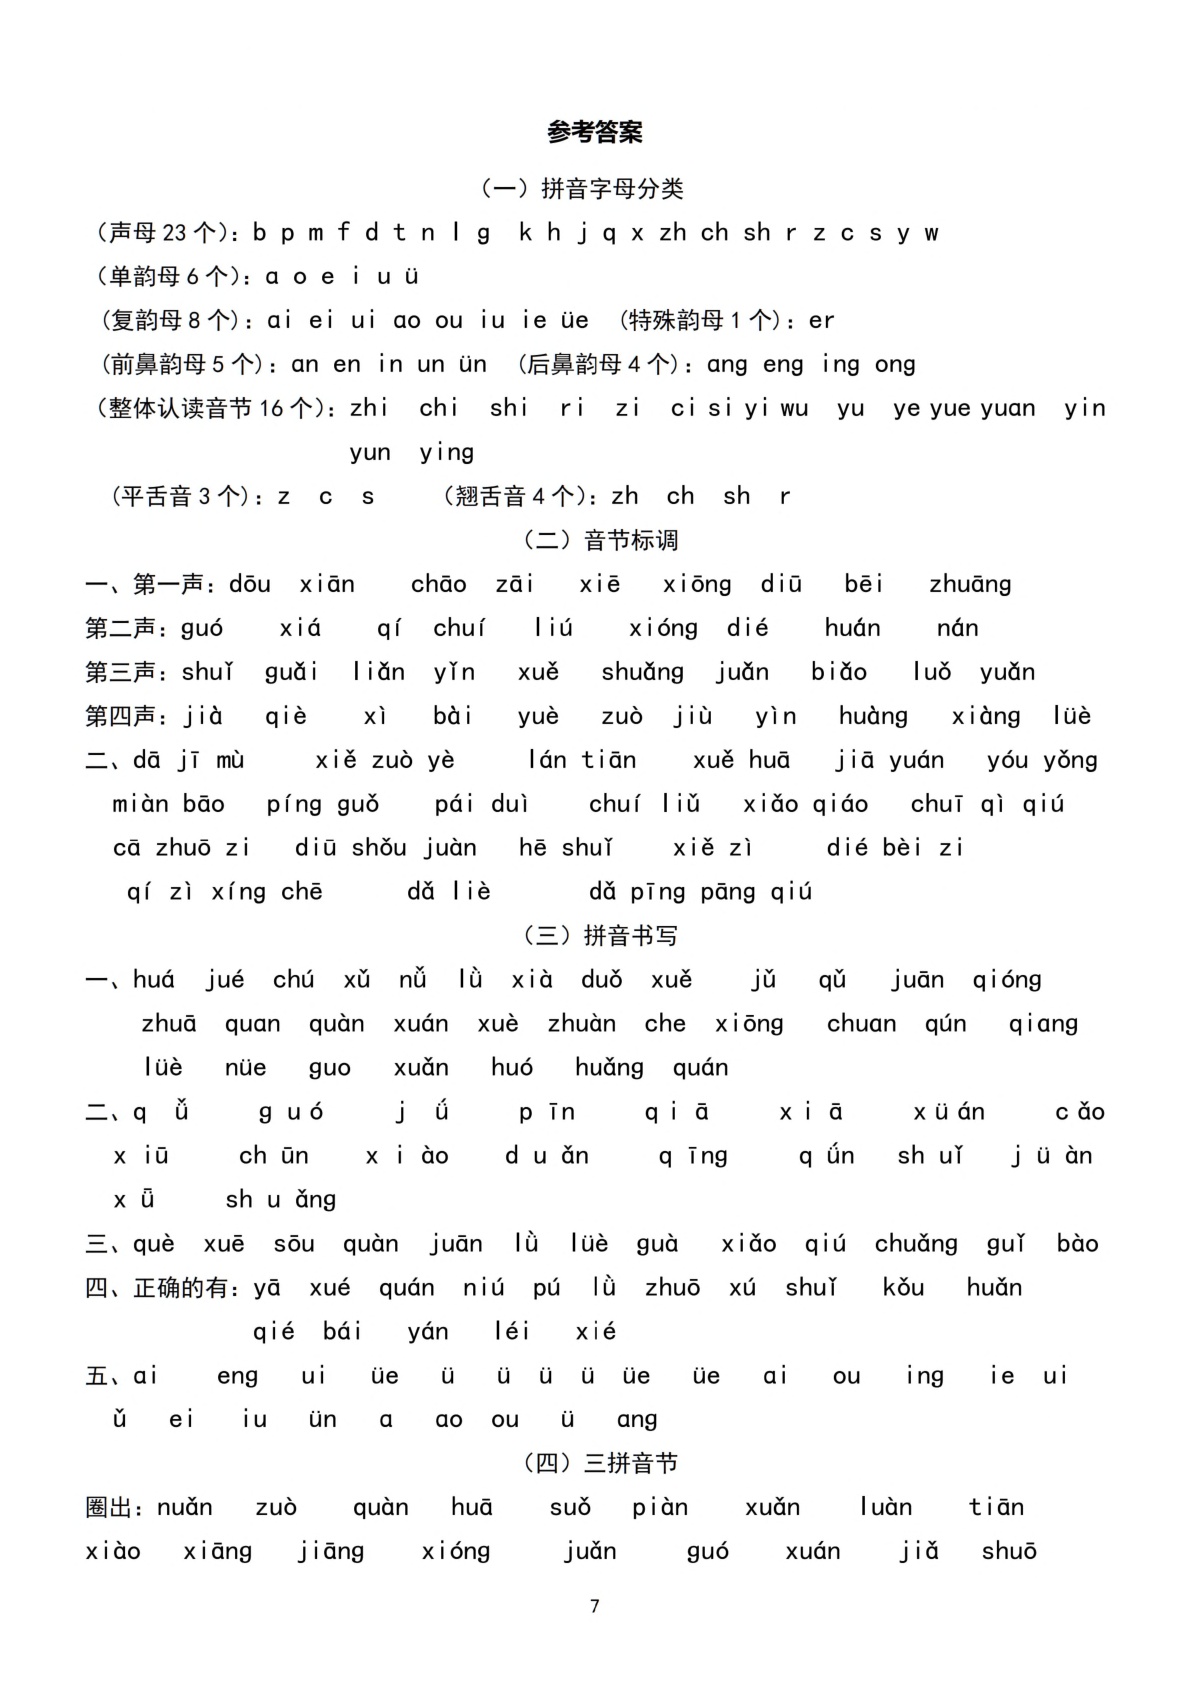 参考答案
（一）拼音字母分类
（声母 23 个）：b p m f d t n l g k h j q x zh ch sh r z c s y w
（单韵母 6 个）：a o e i u ü
（复韵母 8 个）：ai ei ui ao ou iu ie üe （特殊韵母 1 个）：er
（前鼻韵母 5 个）：an en in un ün （后鼻韵母 4 个）：ang eng ing ong
（整体认读音节 16 个）：zhi chi shi ri zi ci si yi wu yu ye yue yuan yin
yun ying
（平舌音 3 个）：z c s （翘舌音 4 个）：zh ch sh r
（二）音节标调
一、第一声：dōu xiān chāo zāi xiē xiōng diū bēi zhuāng
第二声：guó xiá qí chuí liú xióng dié huán nán
第三声：shuǐ guǎi liǎn yǐn xuě shuǎng juǎn biǎo luǒ yuǎn
第四声：jià qiè xì bài yuè zuò jiù yìn huàng xiàng lüè
二、dā jī mù xiě zuò yè lán tiān xuě huā jiā yuán yóu yǒng
miàn bāo píng guǒ pái duì chuí liǔ xiǎo qiáo chuī qì qiú
cā zhuō zi diū shǒu juàn hē shuǐ xiě zì dié bèi zi
qí zì xíng chē dǎ liè dǎ pīng pāng qiú
（三）拼音书写
一、huá jué chú xǔ nǚ lǜ xià duǒ xuě jǔ qǔ juān qióng
zhuā quan quàn xuán xuè zhuàn che xiōng chuan qún qiang
lüè nüe guo xuǎn huó huǎng quán
二、q ǚ g u ó j ǘ p īn q i ā x i ā x ü án c ǎo
x iū ch ūn x i ào d u ǎn q īng q ǘn sh uǐ j ü àn
x ǖ sh u ǎng
三、què xuē sōu quàn juān lǜ lüè guà xiǎo qiú chuǎng guǐ bào
四、正确的有：yā xué quán niú pú lǜ zhuō xú shuǐ kǒu huǎn
qié bái yán léi xié
五、ai eng ui üe ü ü ü ü üe üe ai ou ing ie ui
ǔ ei iu ün a ao ou ü ang
（四）三拼音节
圈出：nuǎn zuò quàn huā suǒ piàn xuǎn luàn tiān
xiào xiāng jiāng xióng juǎn guó xuán jiǎ shuō
7